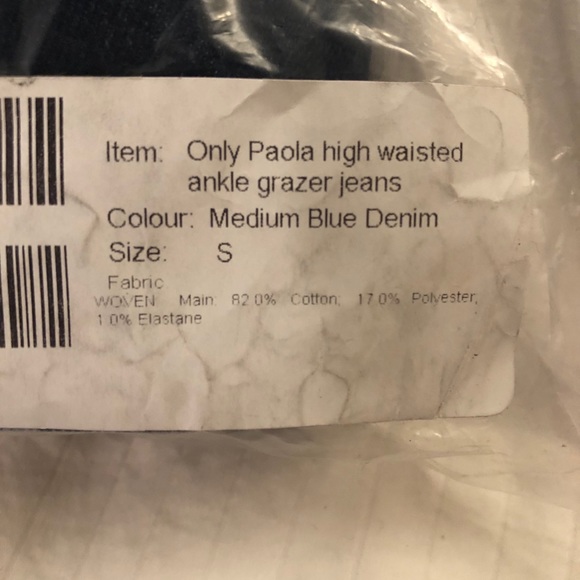 Item: Only Paola high waisted
ankle grazer jeans
Colour: Medium Blue Denim
Size: S
Fabric
WOVEN Main: 82.0% Cotton; 17.0% Polyester;
1.0% Elastane